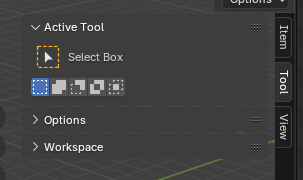 Options
Active Tool
Select Box
Options
Workspace
Item
Tool
View